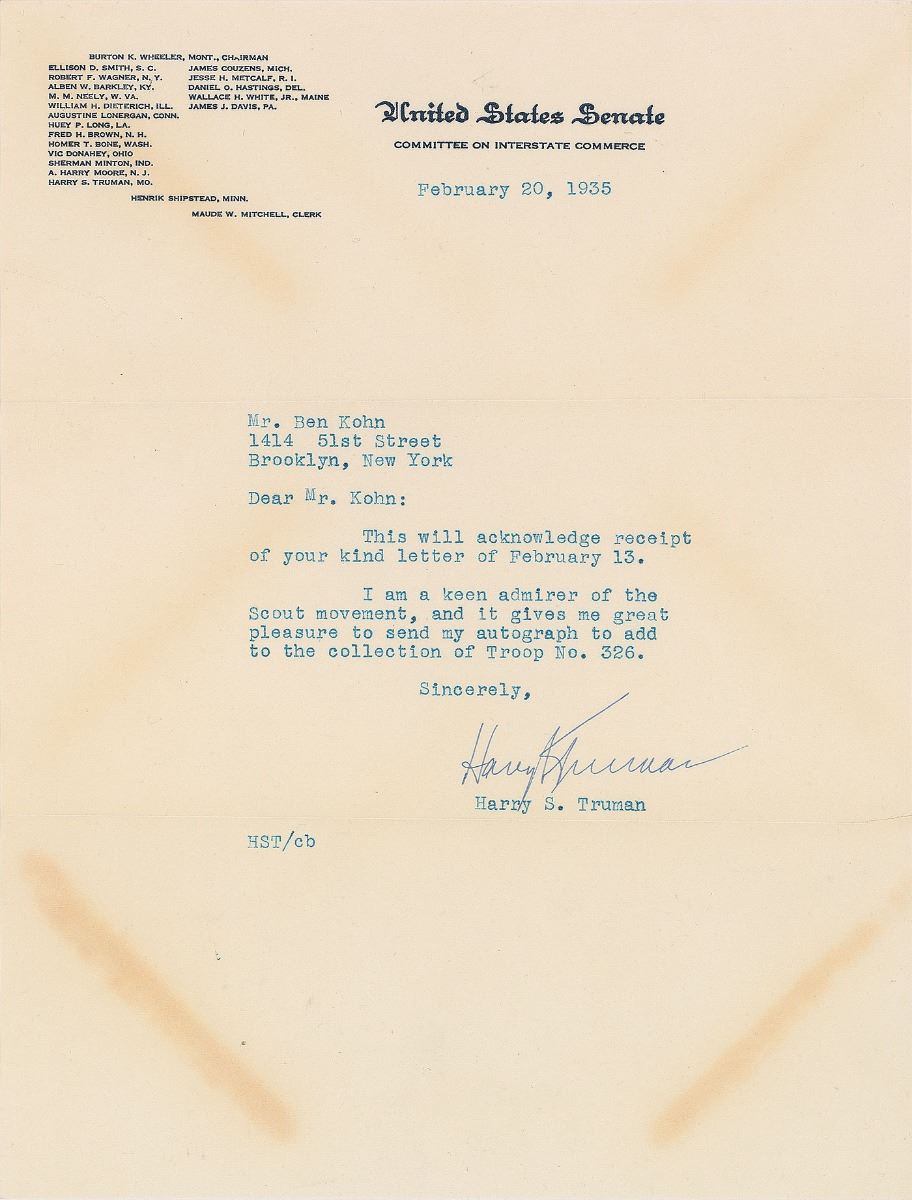 BURTON K. WHEELER, MONT., CHAIRMAN
ELLISON D. SMITH, S. C.
ROBERT F. WAGNER, N. Y.
ALBEN W. BARKLEY, KY.
M. M. NEELY, W. VA.
WILLIAM H. DIETERICH, ILL.
AUGUSTINE LONERGAN, CONN.
HUEY P. LONG, LA.
FRED H. BROWN, N. H.
HOMER T. BONE, WASH.
VIC DONAHEY, OHIO
SHERMAN MINTON, IND.
A. HARRY MOORE, N. J.
HARRY S. TRUMAN, MO.
JAMES COUZENS, MICH.
JESSE H. METCALF, R. I.
DANIEL O. HASTINGS, DEL.
WALLACE H. WHITE, JR., MAINE
JAMES J. DAVIS, PA.
HENRIK SHIPSTEAD, MINN.
MAUDE W. MITCHELL, CLERK
United States Senate
COMMITTEE ON INTERSTATE COMMERCE
February 20, 1935
Mr. Ben Kohn
1414 51st Street
Brooklyn, New York
Dear Mr. Kohn:
This will acknowledge receipt
of your kind letter of February 13.
I am a keen admirer of the
Scout movement, and it gives me great
pleasure to send my autograph to add
to the collection of Troop No. 326.
Sincerely,
Harry S Truman
Harry S. Truman
HST/cb